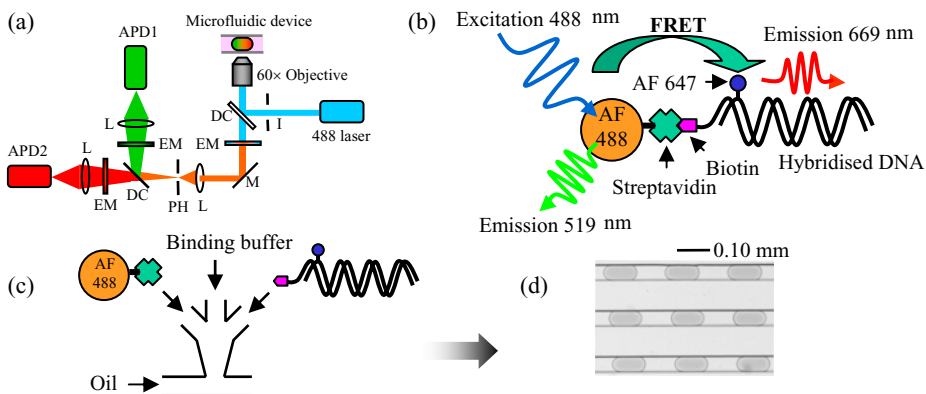 (a)
Microfluidic device
APD1
60× Objective
L
DC
I
488 laser
EM
EM
APD2
L
EM
DC
PH
L
M
(b)
Excitation 488 nm
FRET
Emission 669 nm
AF 647
AF
488
Biotin
Hybridised DNA
Streptavidin
Emission 519 nm
(c)
Binding buffer
AF
488
Oil
(d)
0.10 mm